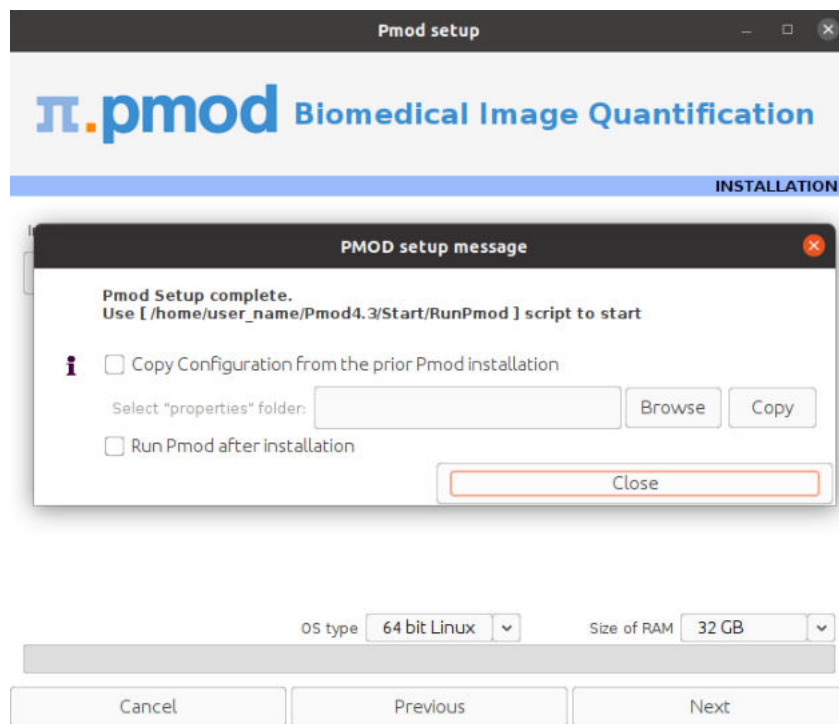 Pmod setup
π.pmod Biomedical Image Quantification
INSTALLATION
PMOD setup message
Pmod Setup complete.
Use [ /home/user_name/Pmod4.3/Start/RunPmod ] script to start
Copy Configuration from the prior Pmod installation
Select "properties" folder:
Browse
Copy
Run Pmod after installation
Close
OS type
64 bit Linux
Size of RAM
32 GB
Cancel
Previous
Next